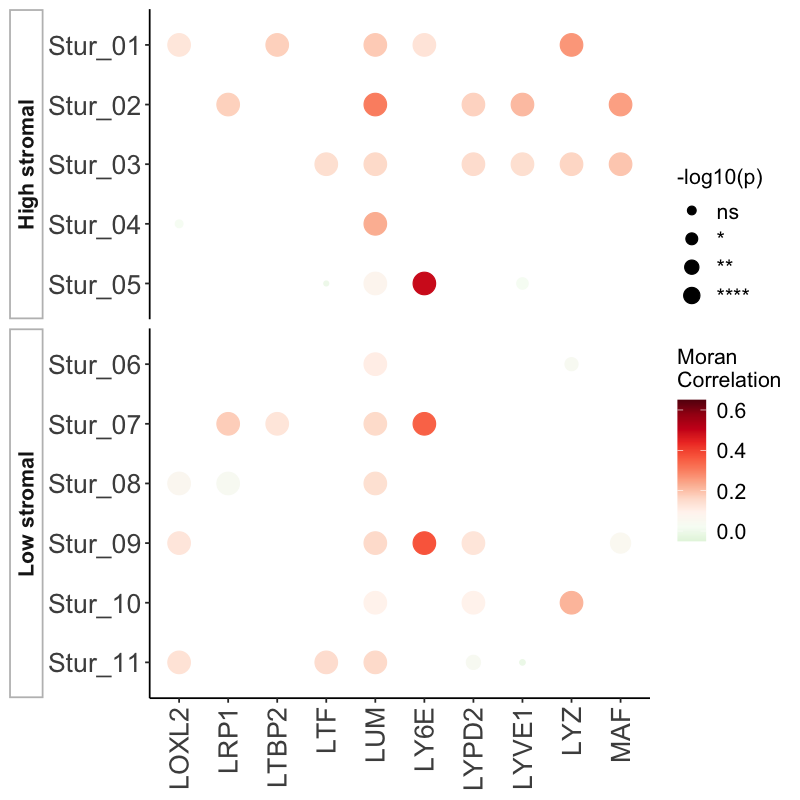 High stromal
Stur_01
Stur_02
Stur_03
Stur_04
Stur_05
Low stromal
Stur_06
Stur_07
Stur_08
Stur_09
Stur_10
Stur_11
LOXL2
LRP1
LTBP2
LTF
LUM
LY6E
LYPD2
LYVE1
LYZ
MAF
-log10(p)
ns
*
**
****
Moran
Correlation
0.6
0.4
0.2
0.0